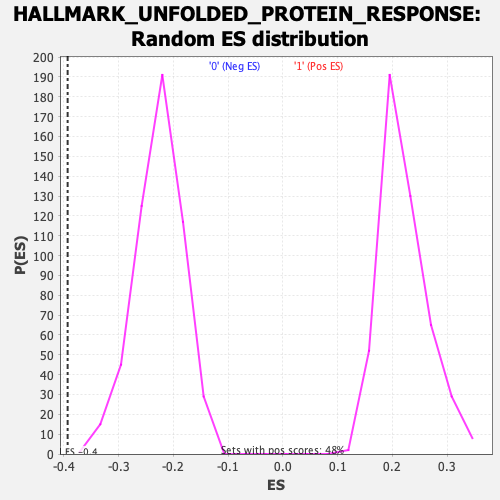 HALLMARK_UNFOLDED_PROTEIN_RESPONSE:
Random ES distribution
'0' (Neg ES) '1' (Pos ES)
200
190
180
170
160
150
140
130
120
110
100
90
80
70
60
50
40
30
20
10
0
P(ES)
ES -0.4
Sets with pos scores: 48%
-0.4 -0.3 -0.2 -0.1 0.0 0.1 0.2 0.3
ES